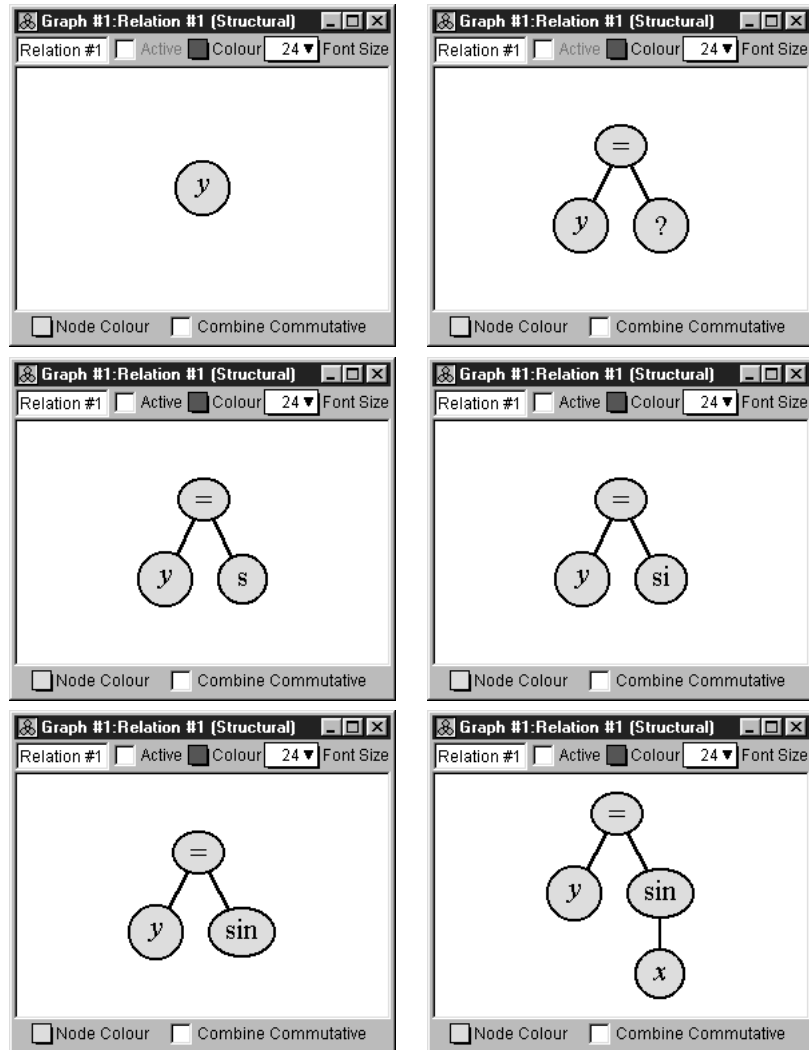 Graph #1:Relation #1 (Structural)
Relation #1 Active Colour 24 Font Size
y
Node Colour Combine Commutative
Graph #1:Relation #1 (Structural)
Relation #1 Active Colour 24 Font Size
=
y ?
Node Colour Combine Commutative
Graph #1:Relation #1 (Structural)
Relation #1 Active Colour 24 Font Size
=
y s
Node Colour Combine Commutative
Graph #1:Relation #1 (Structural)
Relation #1 Active Colour 24 Font Size
=
y si
Node Colour Combine Commutative
Graph #1:Relation #1 (Structural)
Relation #1 Active Colour 24 Font Size
=
y sin
Node Colour Combine Commutative
Graph #1:Relation #1 (Structural)
Relation #1 Active Colour 24 Font Size
=
y sin
x
Node Colour Combine Commutative